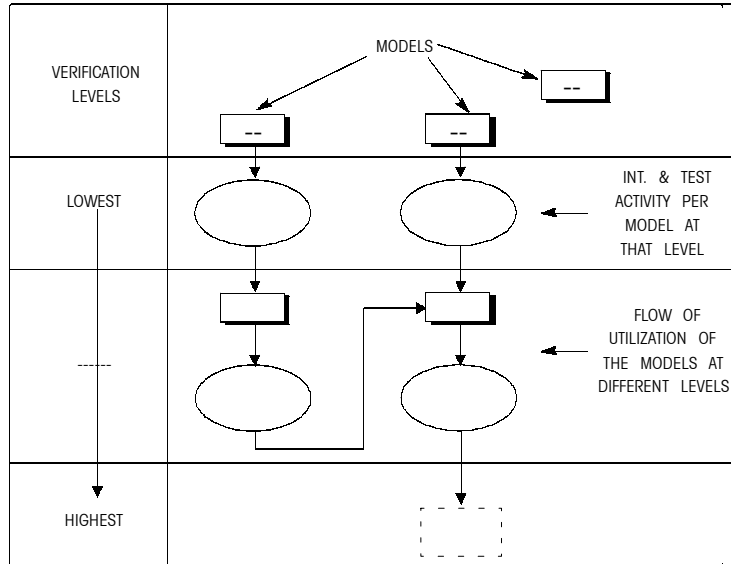 VERIFICATION
LEVELS
MODELS
--
--
--
LOWEST
INT. & TEST
ACTIVITY PER
MODEL AT
THAT LEVEL
------
FLOW OF
UTILIZATION OF
THE MODELS AT
DIFFERENT LEVELS
HIGHEST